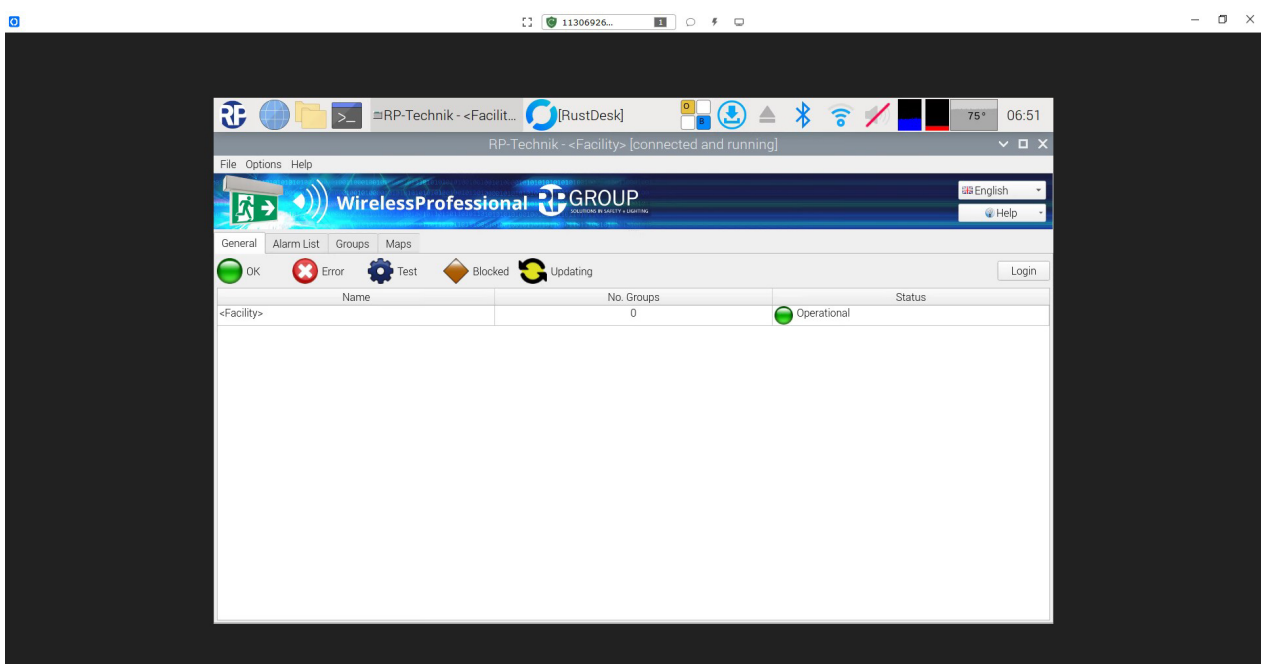 11306926... 1
RP-Technik - <Facilit... [RustDesk] O B 75° 06:51
RP-Technik - <Facility> [connected and running]
File Options Help
WirelessProfessional RP GROUP
SOLUTIONS IN SAFETY + LIGHTING
English
Help
General Alarm List Groups Maps
OK Error Test Blocked Updating Login
Name No. Groups Status
<Facility> 0 Operational